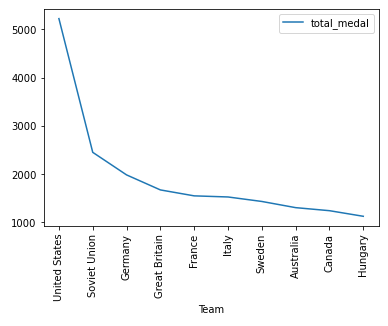 total_medal
5000
4000
3000
2000
1000
United States
Soviet Union
Germany
Great Britain
France
Italy
Sweden
Australia
Canada
Hungary
Team